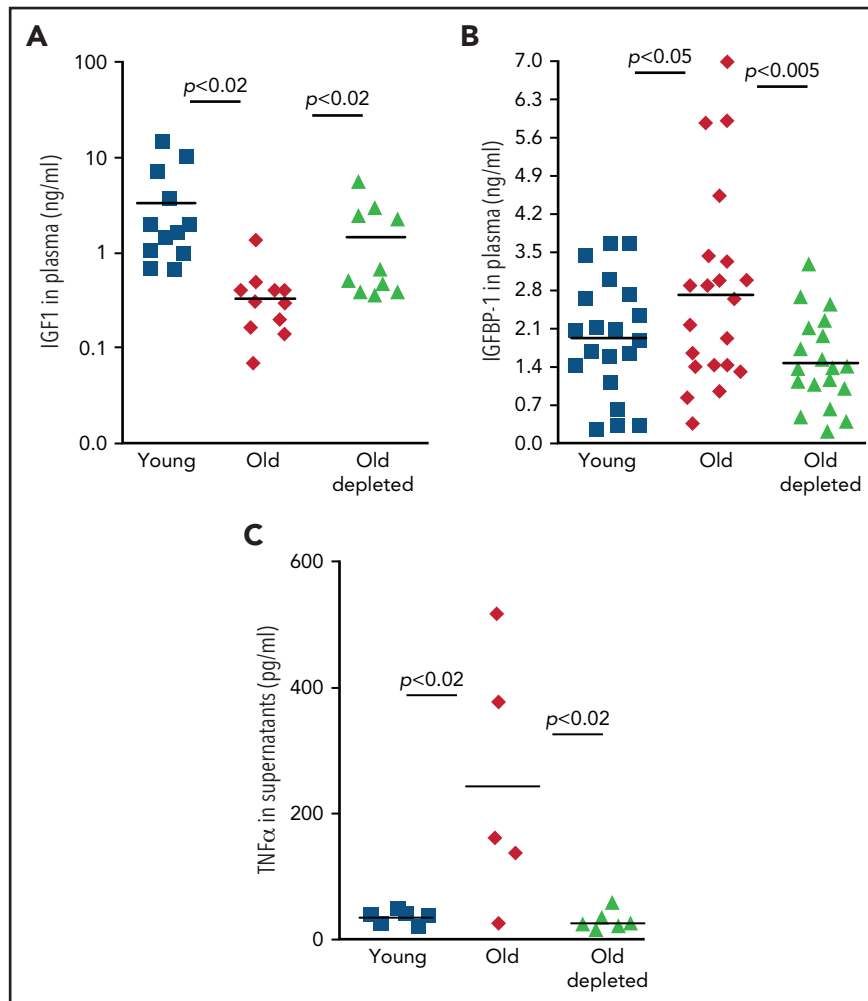 A
IGF1 in plasma (ng/ml)
100
10
1
0.1
0.0
p<0.02
p<0.02
Young
Old
Old
depleted
B
IGFBP-1 in plasma (ng/ml)
7.0
6.3
5.6
4.9
4.2
3.5
2.8
2.1
1.4
0.7
0.0
p<0.05
p<0.005
Young
Old
Old
depleted
C
TNFα in supernatants (pg/ml)
600
400
200
0
p<0.02
p<0.02
Young
Old
Old
depleted